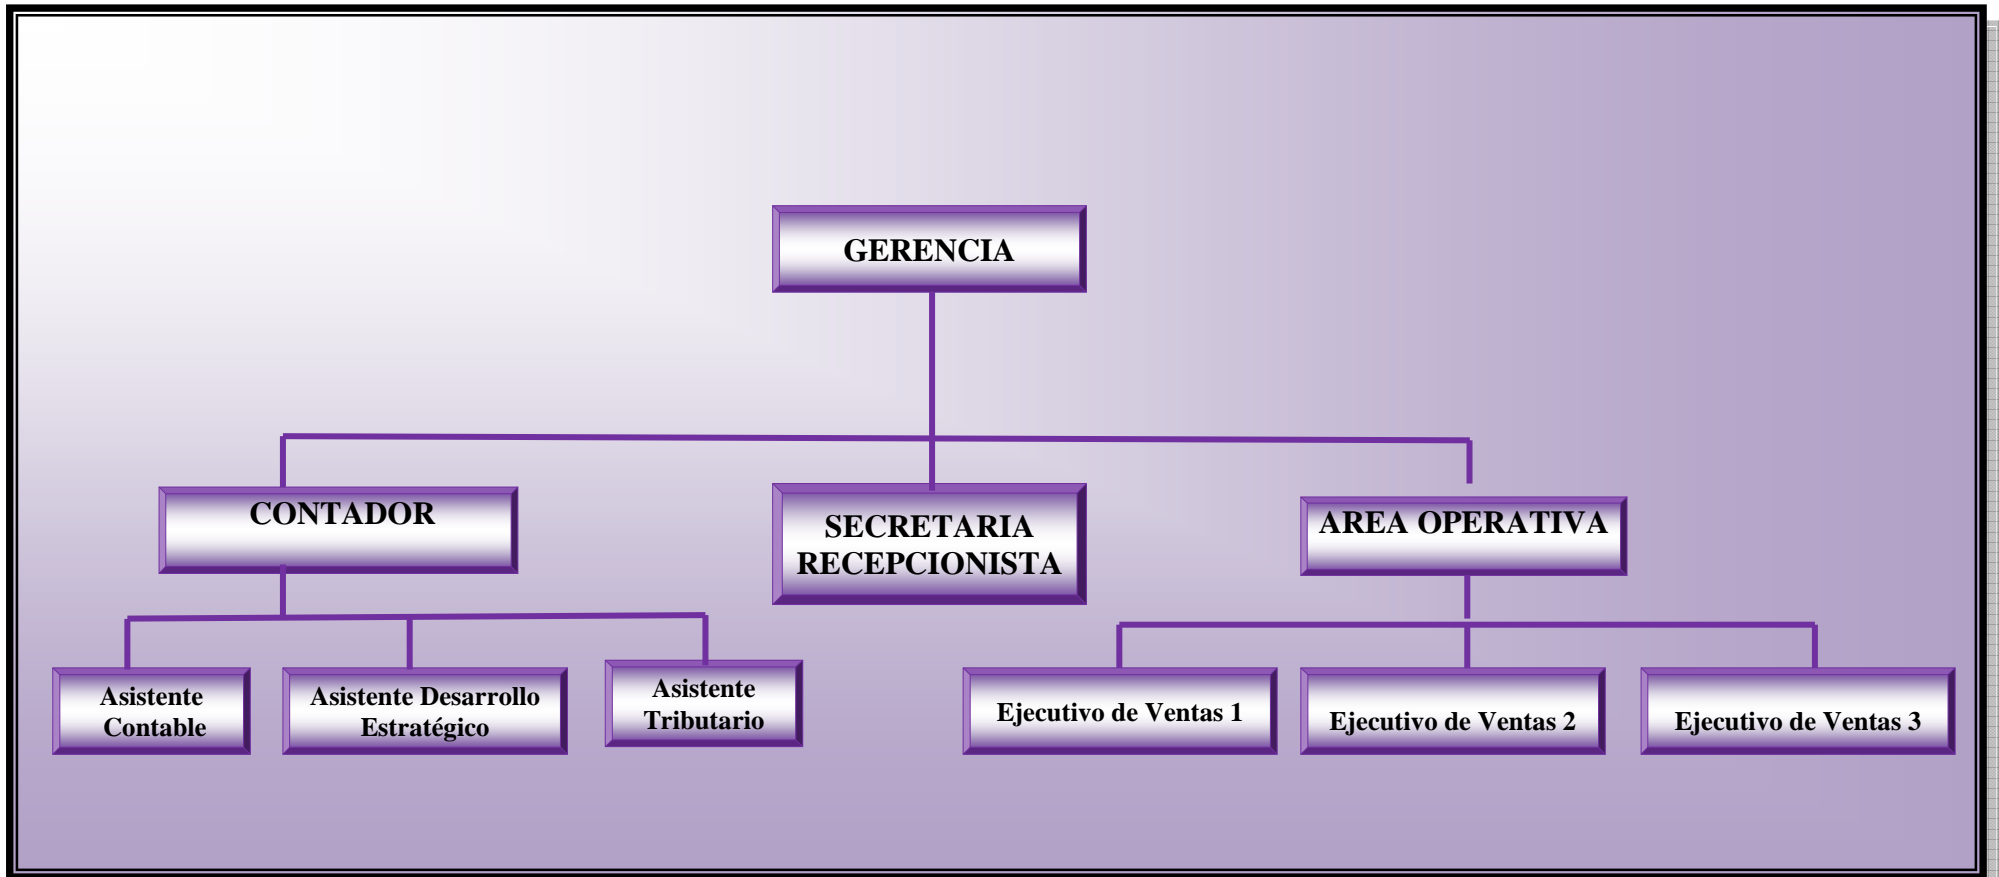 GERENCIA
CONTADOR
SECRETARIA
RECEPCIONISTA
AREA OPERATIVA
Asistente
Contable
Asistente Desarrollo
Estratégico
Asistente
Tributario
Ejecutivo de Ventas 1
Ejecutivo de Ventas 2
Ejecutivo de Ventas 3